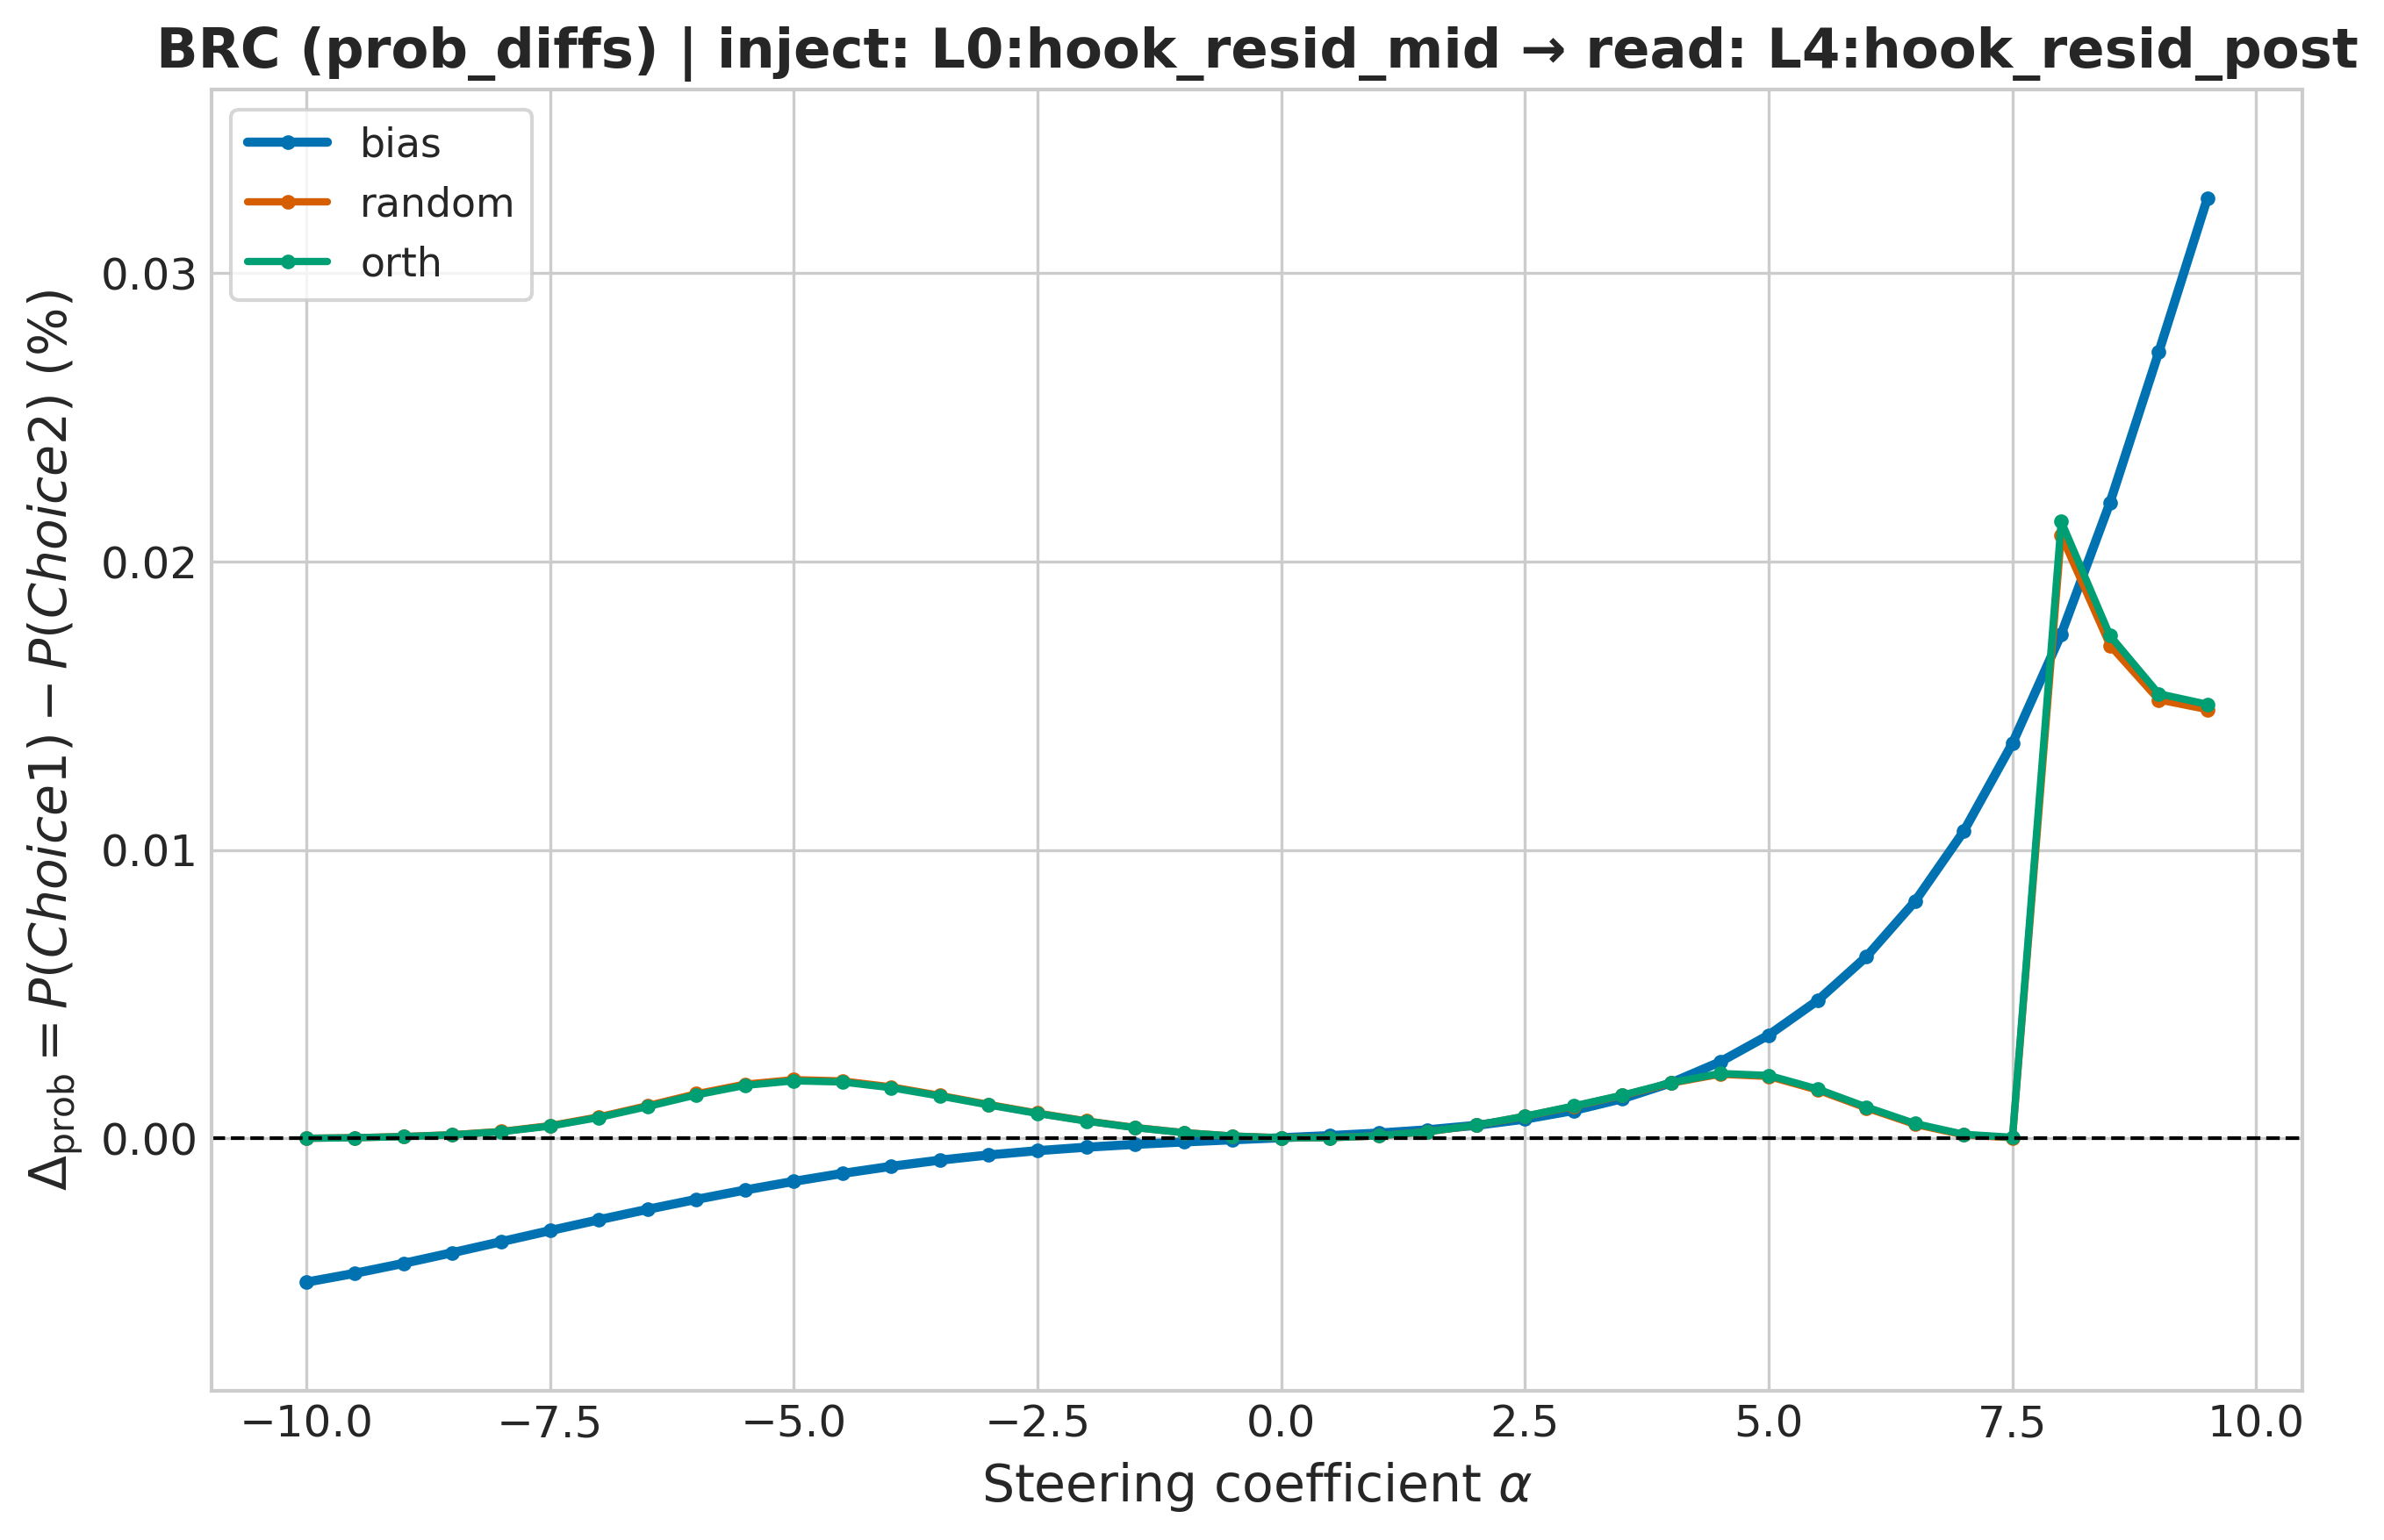 BRC (prob_diffs) | inject: L0:hook_resid_mid → read: L4:hook_resid_post
bias
random
orth
Δprob = P(Choice1) − P(Choice2) (%)
0.03
0.02
0.01
0.00
−10.0 −7.5 −5.0 −2.5 0.0 2.5 5.0 7.5 10.0
Steering coefficient α